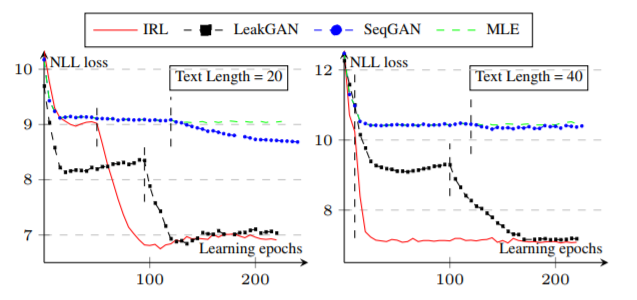 IRL LeakGAN SeqGAN MLE
NLL loss
Text Length = 20
10
9
8
7
Learning epochs
100 200
NLL loss
Text Length = 40
12
10
8
Learning epochs
100 200